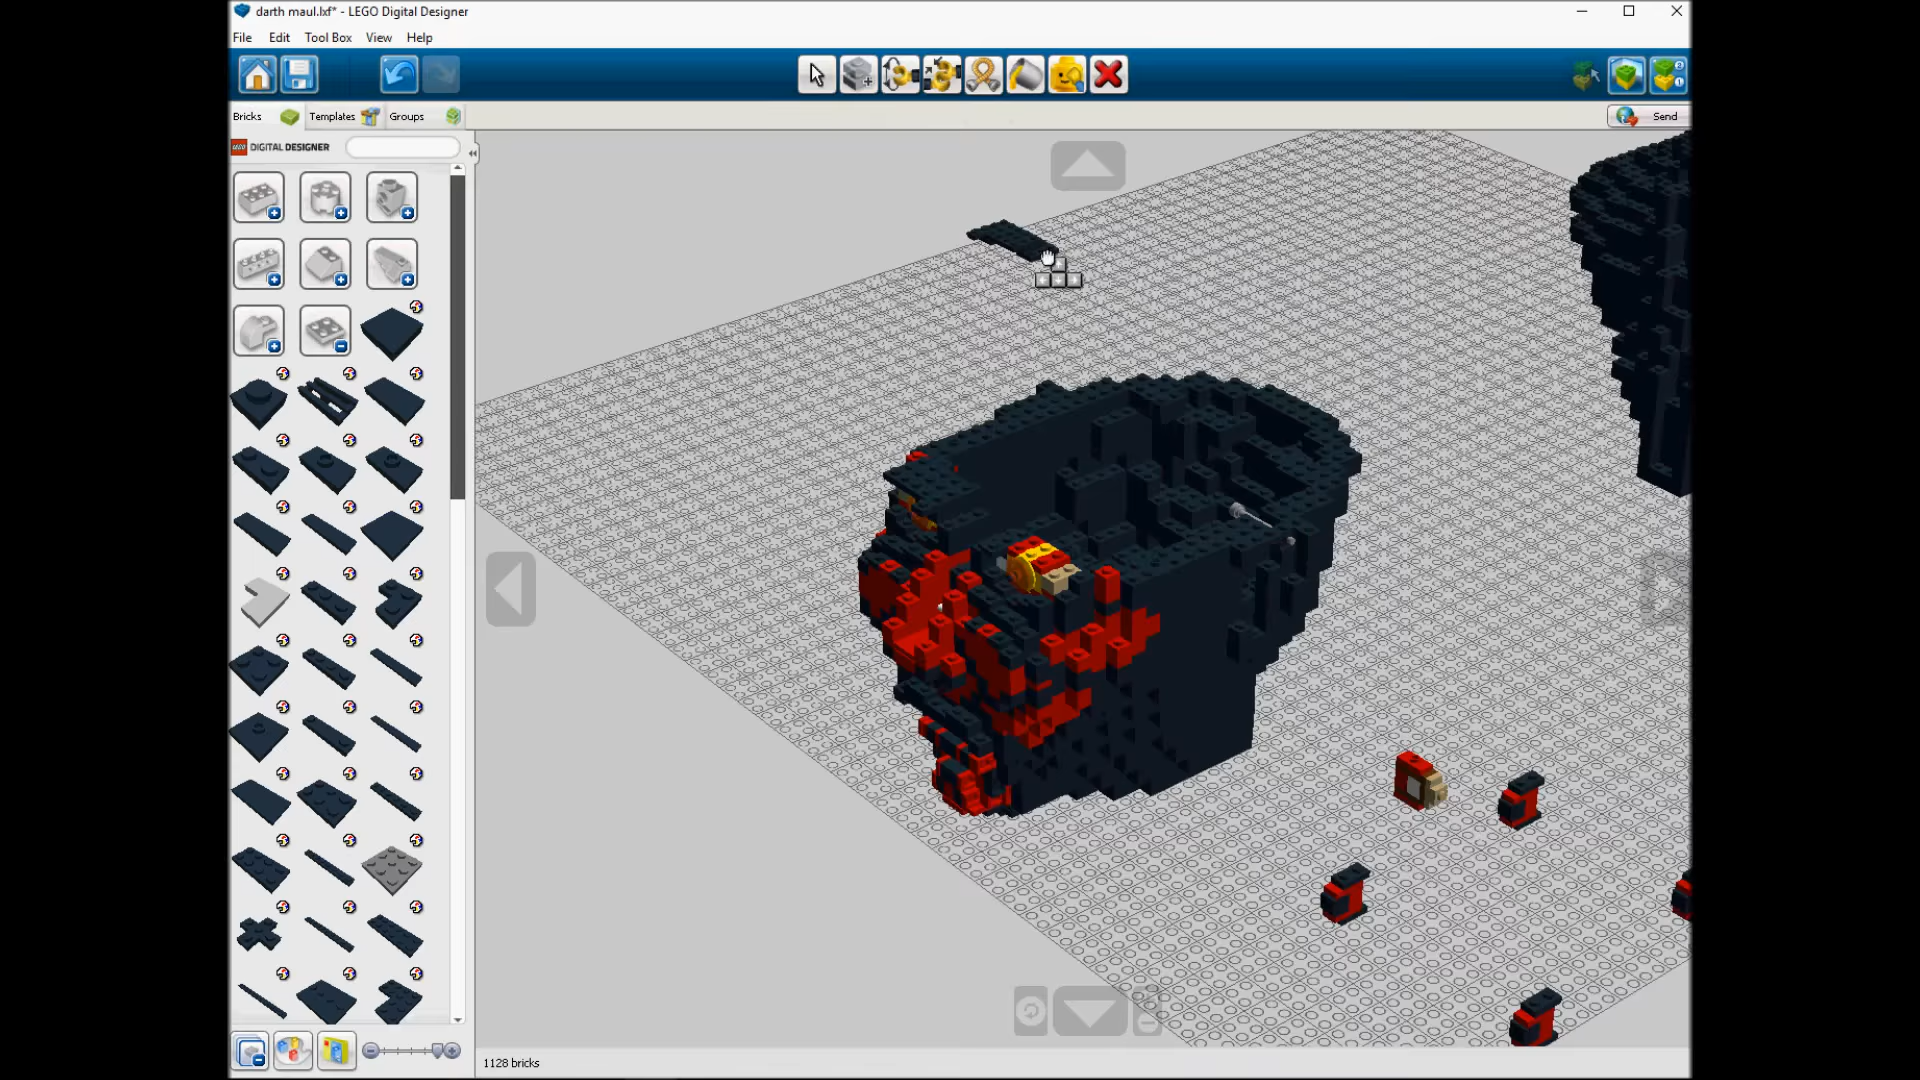 darth maul.lxf* - LEGO Digital Designer
File Edit Tool Box View Help
Bricks Templates Groups Send
LEGO DIGITAL DESIGNER
1128 bricks